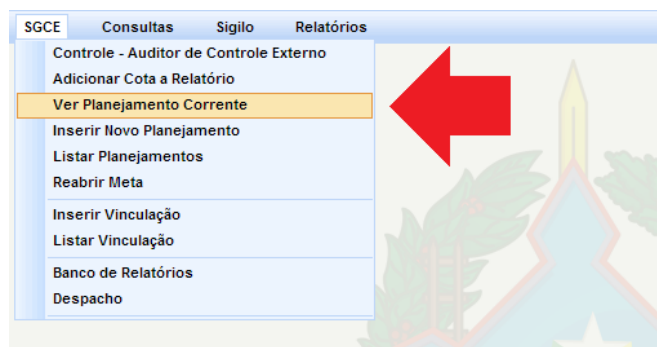 SGCE Consultas Sigilo Relatórios
Controle - Auditor de Controle Externo
Adicionar Cota a Relatório
Ver Planejamento Corrente
Inserir Novo Planejamento
Listar Planejamentos
Reabrir Meta
Inserir Vinculação
Listar Vinculação
Banco de Relatórios
Despacho